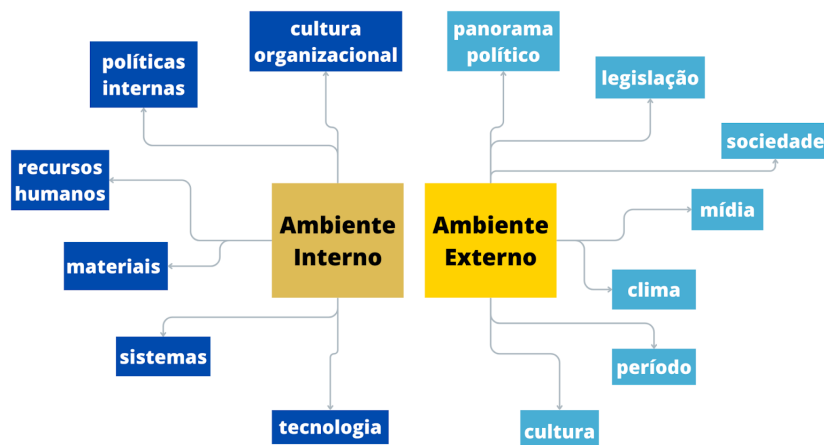 cultura
organizacional
políticas
internas
recursos
humanos
materiais
sistemas
tecnologia
Ambiente
Interno
Ambiente
Externo
panorama
político
legislação
sociedade
mídia
clima
período
cultura